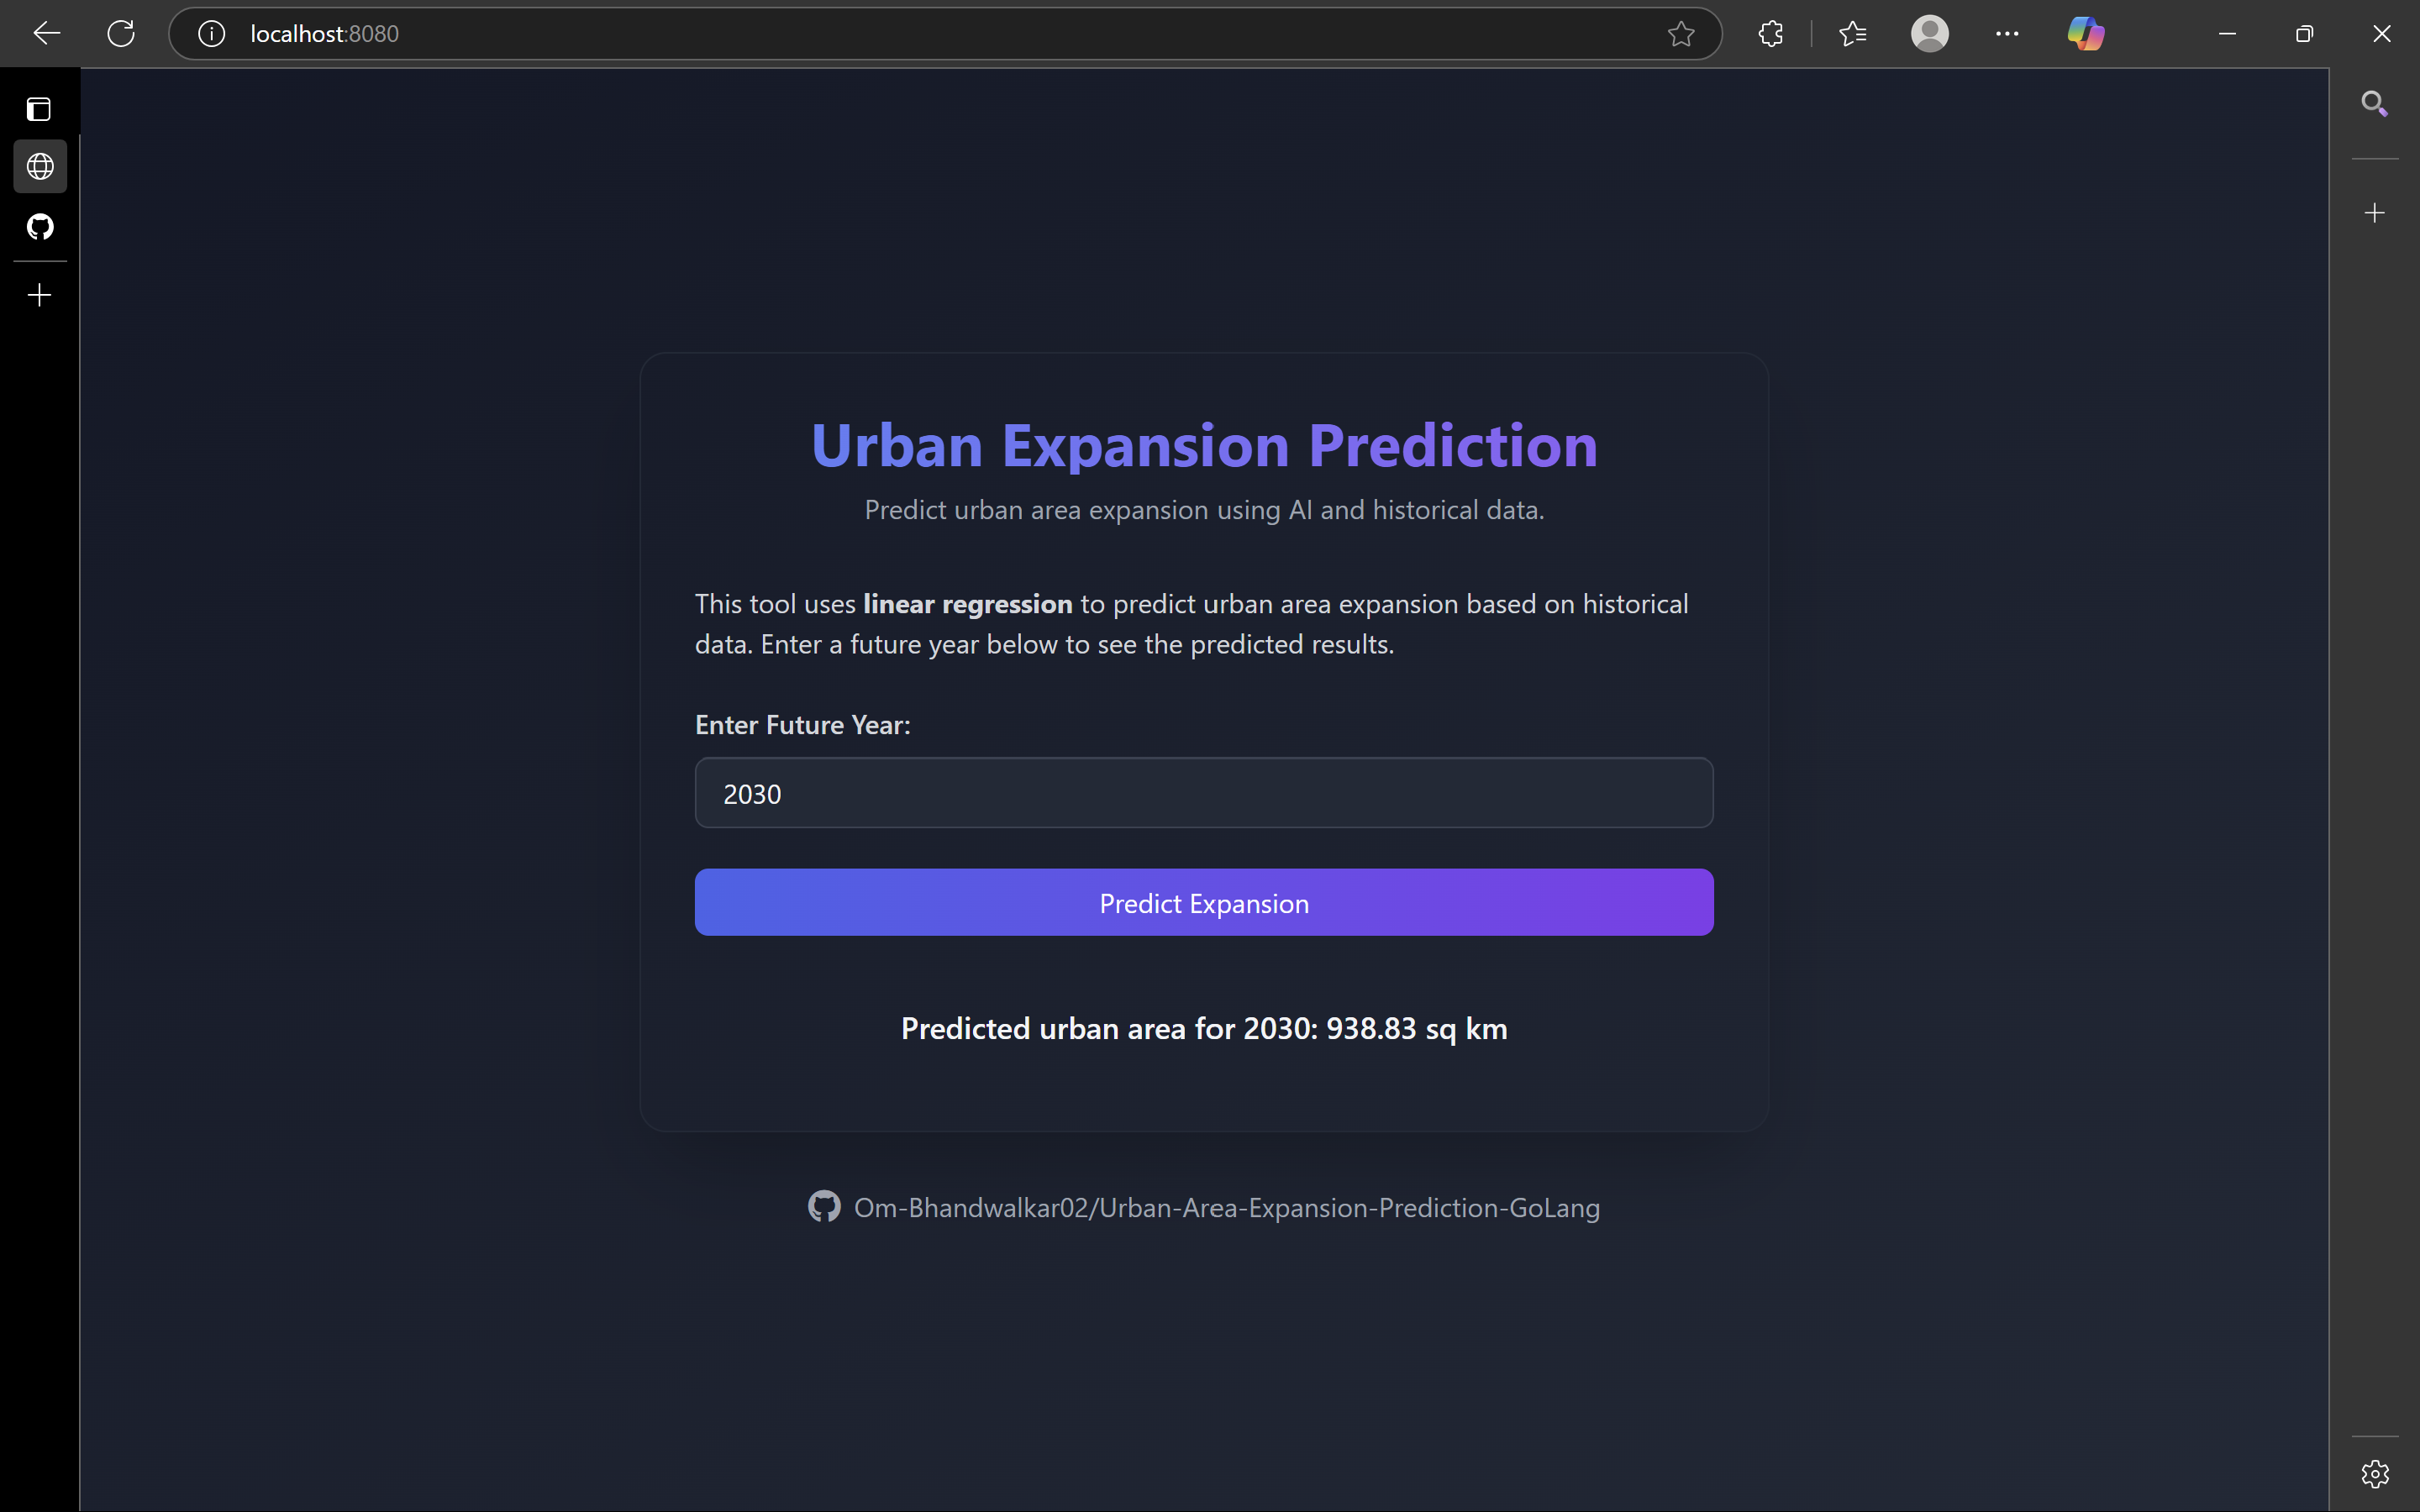 localhost:8080
Urban Expansion Prediction
Predict urban area expansion using AI and historical data.
This tool uses linear regression to predict urban area expansion based on historical
data. Enter a future year below to see the predicted results.
Enter Future Year:
2030
Predict Expansion
Predicted urban area for 2030: 938.83 sq km
Om-Bhandwalkar02/Urban-Area-Expansion-Prediction-GoLang